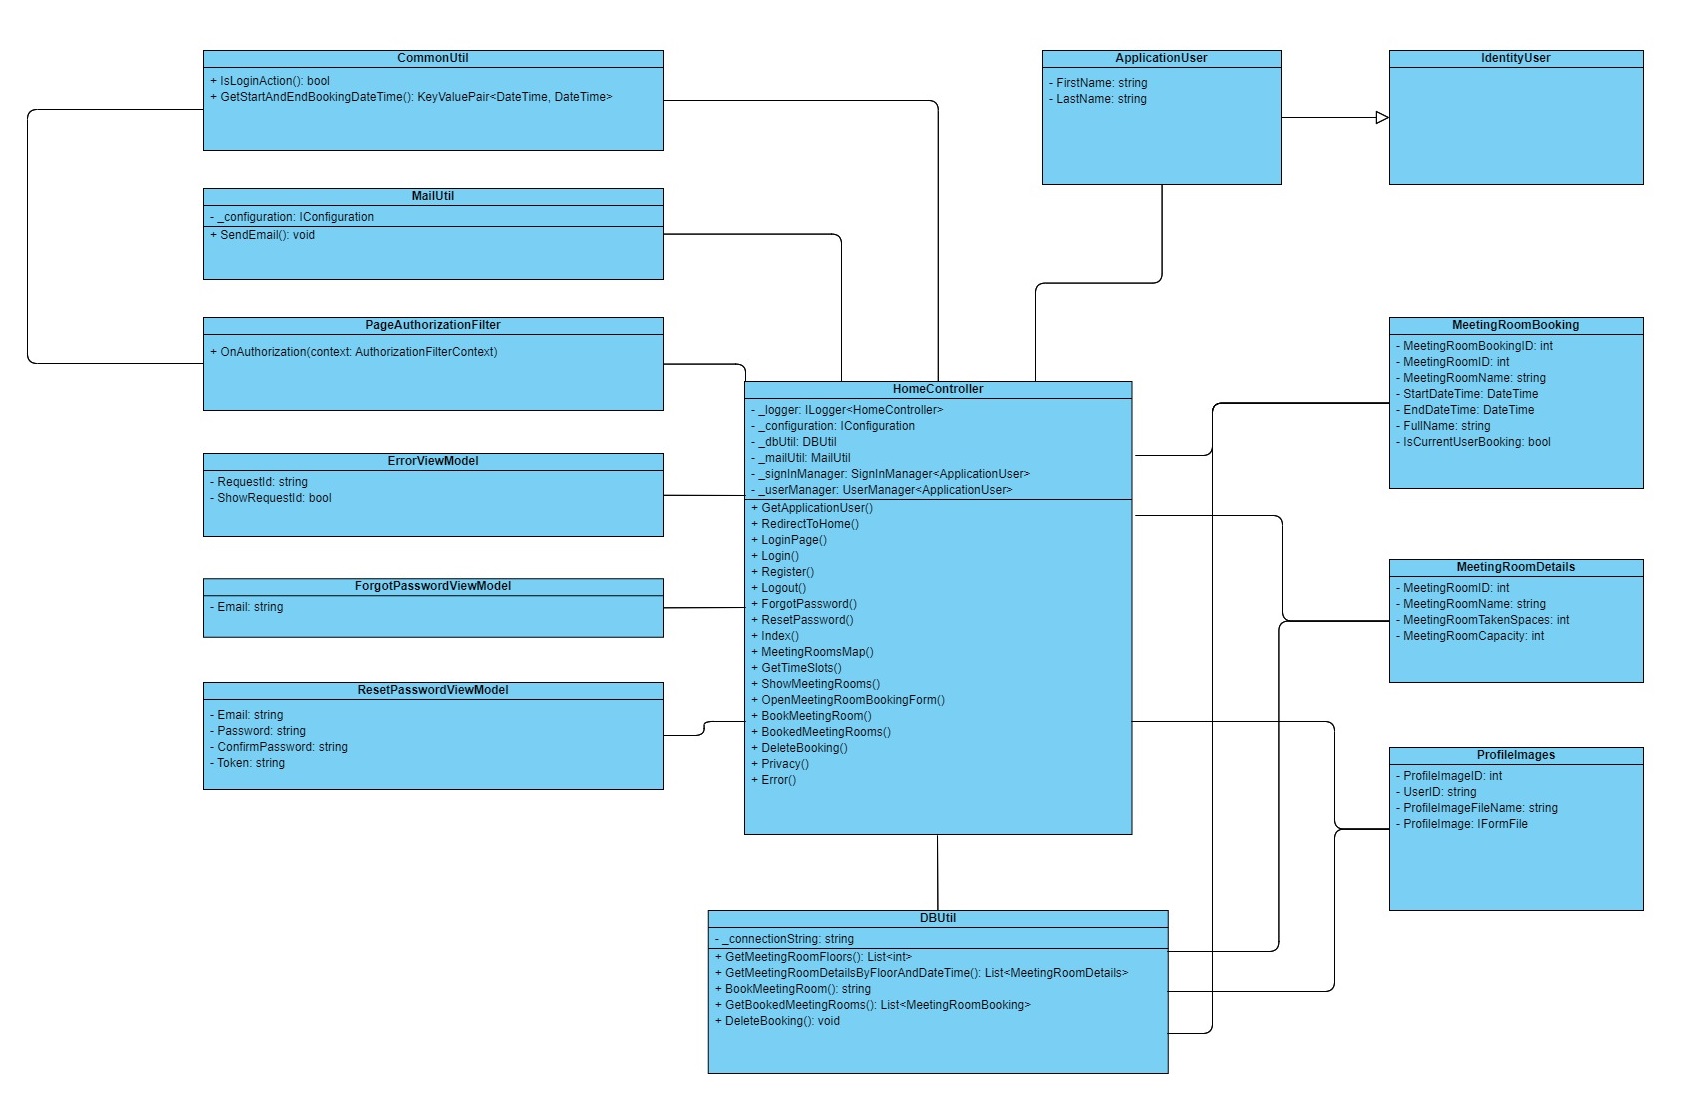 CommonUtil
+ IsLoginAction(): bool
+ GetStartAndEndBookingDateTime(): KeyValuePair<DateTime, DateTime>
ApplicationUser
- FirstName: string
- LastName: string
IdentityUser
MailUtil
- _configuration: IConfiguration
+ SendEmail(): void
PageAuthorizationFilter
+ OnAuthorization(context: AuthorizationFilterContext)
ErrorViewModel
- RequestId: string
- ShowRequestId: bool
ForgotPasswordViewModel
- Email: string
ResetPasswordViewModel
- Email: string
- Password: string
- ConfirmPassword: string
- Token: string
HomeController
- _logger: ILogger<HomeController>
- _configuration: IConfiguration
- _dbUtil: DBUtil
- _mailUtil: MailUtil
- _signInManager: SignInManager<ApplicationUser>
- _userManager: UserManager<ApplicationUser>
+ GetApplicationUser()
+ RedirectToHome()
+ LoginPage()
+ Login()
+ Register()
+ Logout()
+ ForgotPassword()
+ ResetPassword()
+ Index()
+ MeetingRoomsMap()
+ GetTimeSlots()
+ ShowMeetingRooms()
+ OpenMeetingRoomBookingForm()
+ BookMeetingRoom()
+ BookedMeetingRooms()
+ DeleteBooking()
+ Privacy()
+ Error()
MeetingRoomBooking
- MeetingRoomBookingID: int
- MeetingRoomID: int
- MeetingRoomName: string
- StartDateTime: DateTime
- EndDateTime: DateTime
- FullName: string
- IsCurrentUserBooking: bool
MeetingRoomDetails
- MeetingRoomID: int
- MeetingRoomName: string
- MeetingRoomTakenSpaces: int
- MeetingRoomCapacity: int
ProfileImages
- ProfileImageID: int
- UserID: string
- ProfileImageFileName: string
- ProfileImage: IFormFile
DBUtil
- _connectionString: string
+ GetMeetingRoomFloors(): List<int>
+ GetMeetingRoomDetailsByFloorAndDateTime(): List<MeetingRoomDetails>
+ BookMeetingRoom(): string
+ GetBookedMeetingRooms(): List<MeetingRoomBooking>
+ DeleteBooking(): void